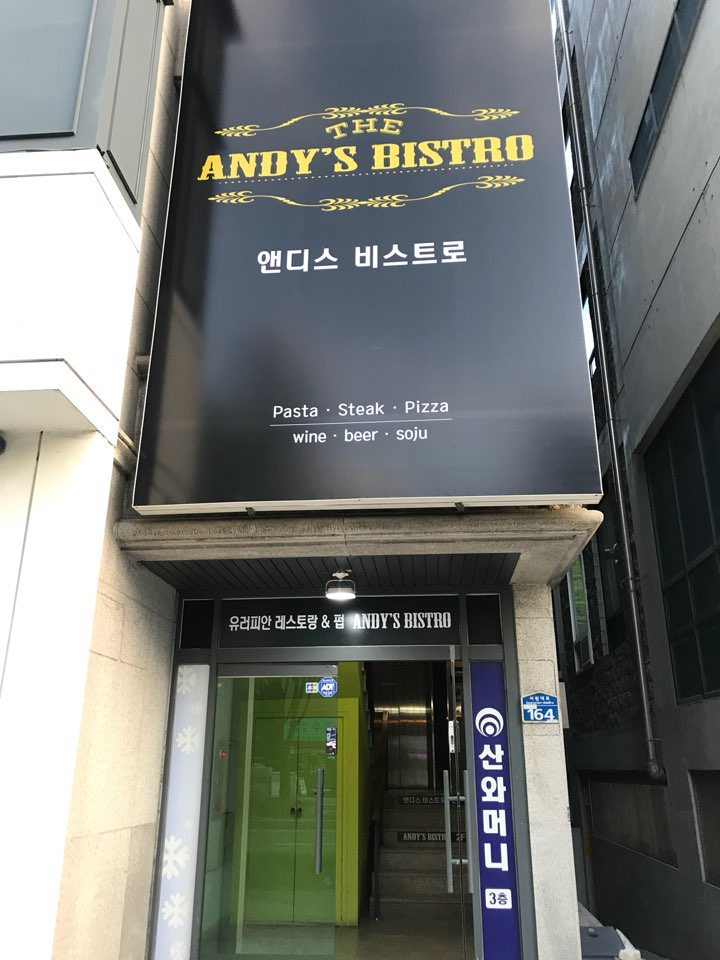 THE
ANDY'S BISTRO
앤디스 비스트로
Pasta · Steak · Pizza
wine · beer · soju
유러피안 레스토랑 & 펍 ANDY'S BISTRO
ADT
164
산와머니
3층
앤디스 비스트로
ANDY'S BISTRO 2F